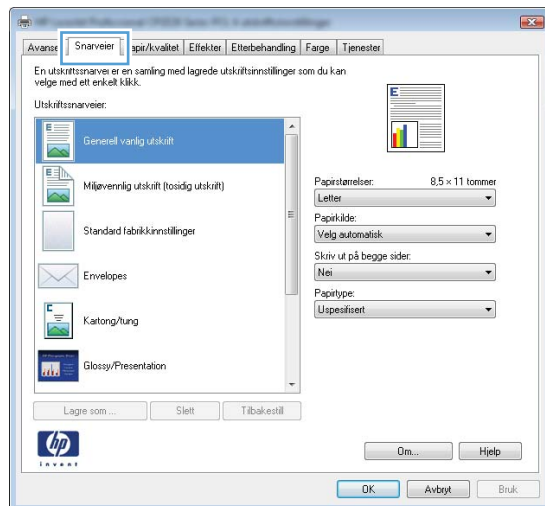 Avanse Snarveier apir/kvalitet Effekter Etterbehandling Farge Tjenester
En utskriftssnarvei er en samling med lagrede utskriftsinnstillinger som du kan
velge med ett enkelt klikk.
Utskriftssnarveier:
Generell vanlig utskrift
Miljøvennlig utskrift (tosidig utskrift)
Standard fabrikkinnstillinger
Envelopes
Kartong/tung
Glossy/Presentation
Lagre som ... Slett Tilbakestill
E
Papirstørrelser: 8,5 × 11 tommer
Letter
Papirkilde:
Velg automatisk
Skriv ut på begge sider:
Nei
Papirtype:
Uspesifisert
hp
invent
Om... Hjelp
OK Avbryt Bruk